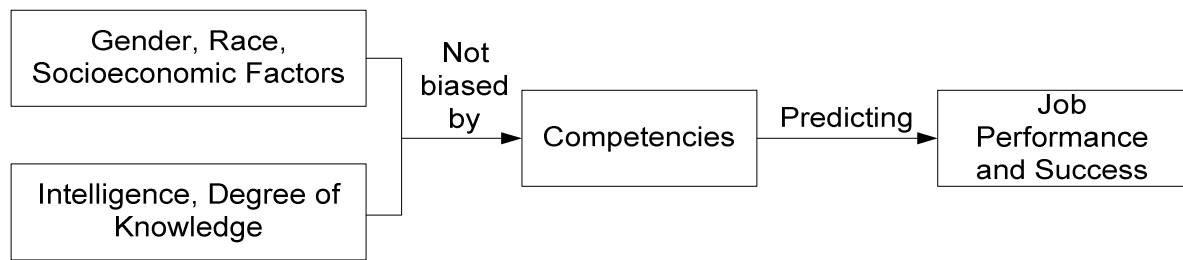 Gender, Race,
Socioeconomic Factors
Intelligence, Degree of
Knowledge
Not
biased
by
Competencies
Predicting
Job
Performance
and Success